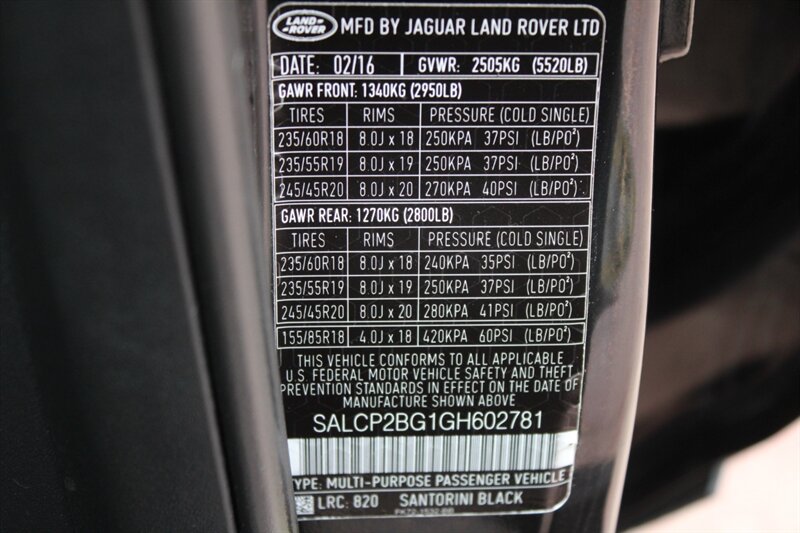 LAND ROVER MFD BY JAGUAR LAND ROVER LTD
DATE: 02/16 GVWR: 2505KG (5520LB)
GAWR FRONT: 1340KG (2950LB)
TIRES RIMS PRESSURE (COLD SINGLE)
235/60R18 8.0J x 18 250KPA 37PSI (LB/PO²)
235/55R19 8.0J x 19 250KPA 37PSI (LB/PO²)
245/45R20 8.0J x 20 270KPA 40PSI (LB/PO²)
GAWR REAR: 1270KG (2800LB)
TIRES RIMS PRESSURE (COLD SINGLE)
235/60R18 8.0J x 18 240KPA 35PSI (LB/PO²)
235/55R19 8.0J x 19 250KPA 37PSI (LB/PO²)
245/45R20 8.0J x 20 280KPA 41PSI (LB/PO²)
155/85R18 4.0J x 18 420KPA 60PSI (LB/PO²)
THIS VEHICLE CONFORMS TO ALL APPLICABLE
U.S. FEDERAL MOTOR VEHICLE SAFETY AND THEFT
PREVENTION STANDARDS IN EFFECT ON THE DATE OF
MANUFACTURE SHOWN ABOVE
SALCP2BG1GH602781
TYPE: MULTI-PURPOSE PASSENGER VEHICLE
LRC: 820 SANTORINI BLACK